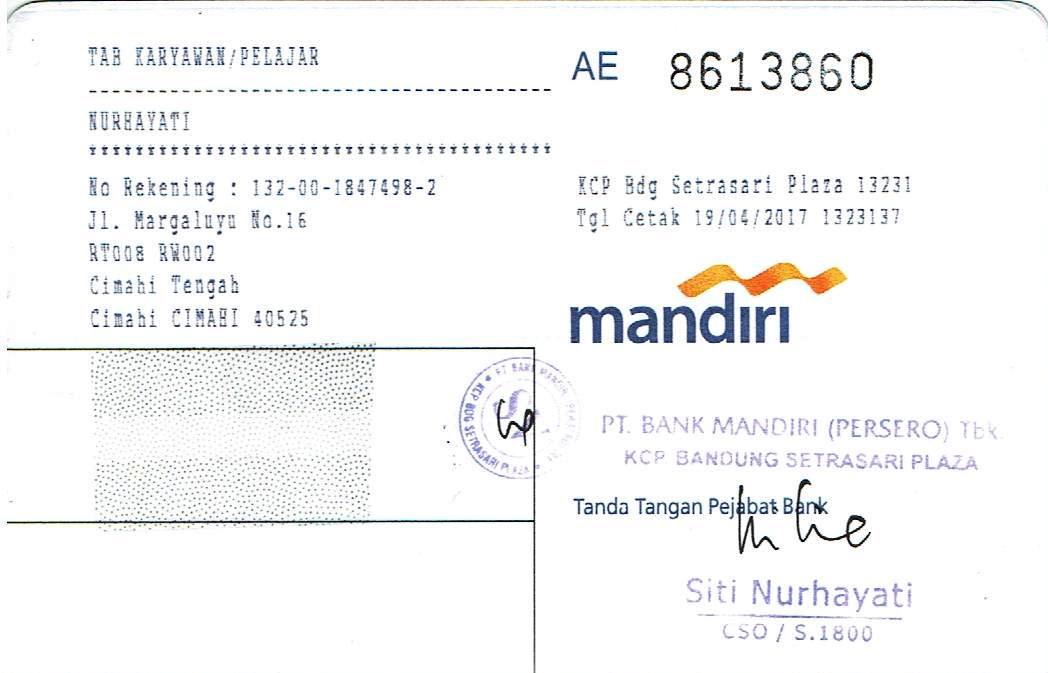 TAB KARYAWAN/PELAJAR
NURHAYATI
No Rekening : 132-00-1847498-2
Jl. Margaluyu No.16
RT008 RW002
Cimahi Tengah
Cimahi CIMAHI 40525
AE 8613860
KCP Bdg Setrasari Plaza 13231
Tgl Cetak 19/04/2017 1323137
mandiri
PT. BANK MANDIRI (PERSERO) Tbk.
KCP BANDUNG SETRASARI PLAZA
Tanda Tangan Pejabat Bank
Siti Nurhayati
CSO / S.1800
PT BANK MANDIRI
KCP BDG SETRASARI PLAZA